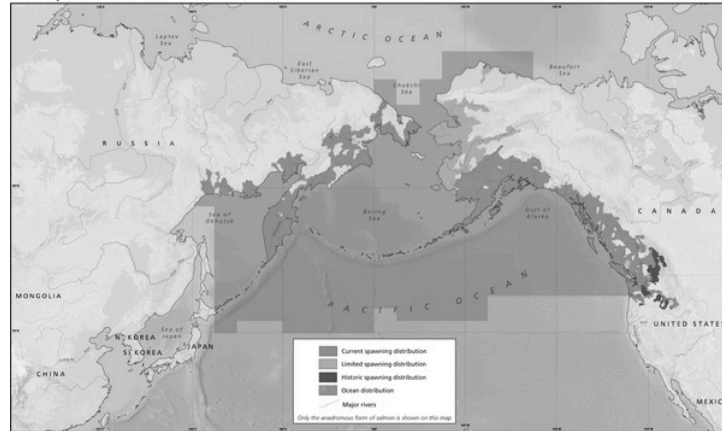 ARCTIC OCEAN
Laptev
Sea
East
Siberian
Sea
Chukchi
Sea
Beaufort
Sea
RUSSIA
CANADA
Sea of
Okhotsk
Bering
Sea
Gulf of
Alaska
MONGOLIA
PACIFIC OCEAN
UNITED STATES
N. KOREA
Sea of
Japan
S. KOREA
JAPAN
CHINA
MEXIC
Current spawning distribution
Limited spawning distribution
Historic spawning distribution
Ocean distribution
Major rivers
Only the anadromous form of salmon is shown on this map